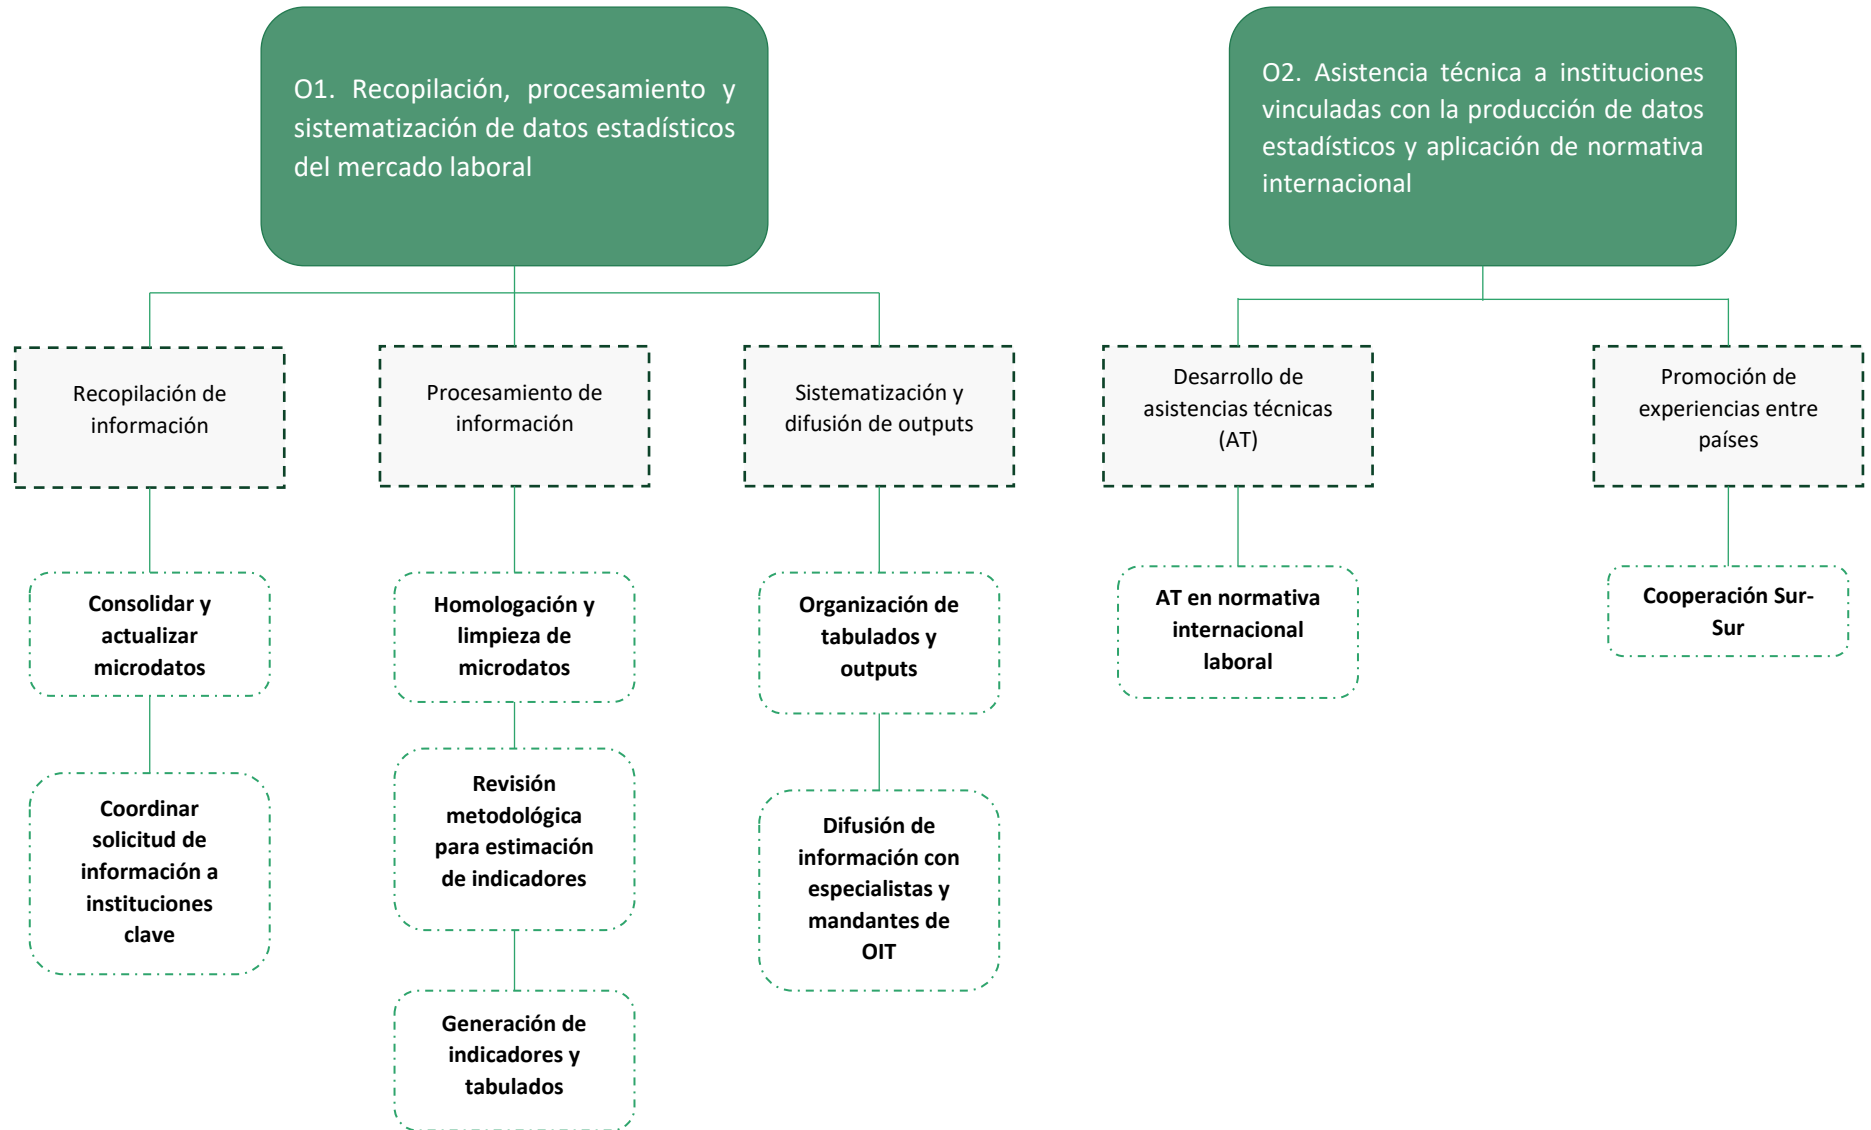 O1. Recopilación, procesamiento y
sistematización de datos estadísticos
del mercado laboral
O2. Asistencia técnica a instituciones
vinculadas con la producción de datos
estadísticos y aplicación de normativa
internacional
Recopilación de
información
Procesamiento de
información
Sistematización y
difusión de outputs
Desarrollo de
asistencias técnicas
(AT)
Promoción de
experiencias entre
países
Consolidar y
actualizar
microdatos
Homologación y
limpieza de
microdatos
Organización de
tabulados y
outputs
AT en normativa
internacional
laboral
Cooperación Sur-
Sur
Coordinar
solicitud de
información a
instituciones
clave
Revisión
metodológica
para estimación
de indicadores
Difusión de
información con
especialistas y
mandantes de
OIT
Generación de
indicadores y
tabulados